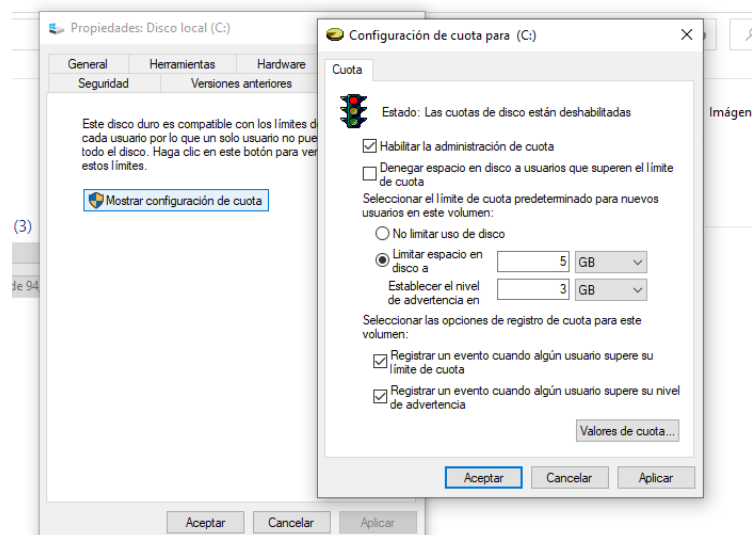 Propiedades: Disco local (C:)
General
Herramientas
Hardware
Seguridad
Versiones anteriores
Este disco duro es compatible con los límites d
cada usuario por lo que un solo usuario no pue
todo el disco. Haga clic en este botón para ver
estos límites.
Mostrar configuración de cuota
(3)
de 94
Aceptar
Cancelar
Aplicar
Configuración de cuota para (C:)
Cuota
Estado: Las cuotas de disco están deshabilitadas
Habilitar la administración de cuota
Denegar espacio en disco a usuarios que superen el límite
de cuota
Seleccionar el límite de cuota predeterminado para nuevos
usuarios en este volumen:
No limitar uso de disco
Limitar espacio en
disco a
5 GB
Establecer el nivel
de advertencia en
3 GB
Seleccionar las opciones de registro de cuota para este
volumen:
Registrar un evento cuando algún usuario supere su
límite de cuota
Registrar un evento cuando algún usuario supere su nivel
de advertencia
Valores de cuota...
Aceptar
Cancelar
Aplicar
Imágen